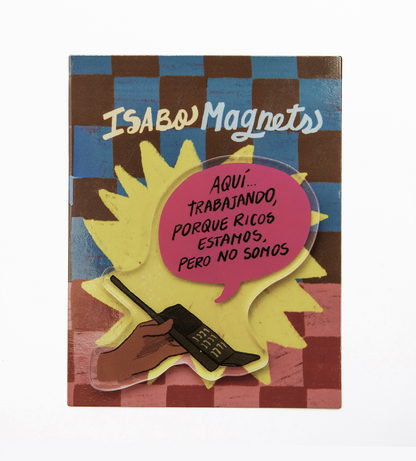 ISABO Magnets
AQUÍ...
TRABAJANDO,
PORQUE RICOS
ESTAMOS,
PERO NO SOMOS